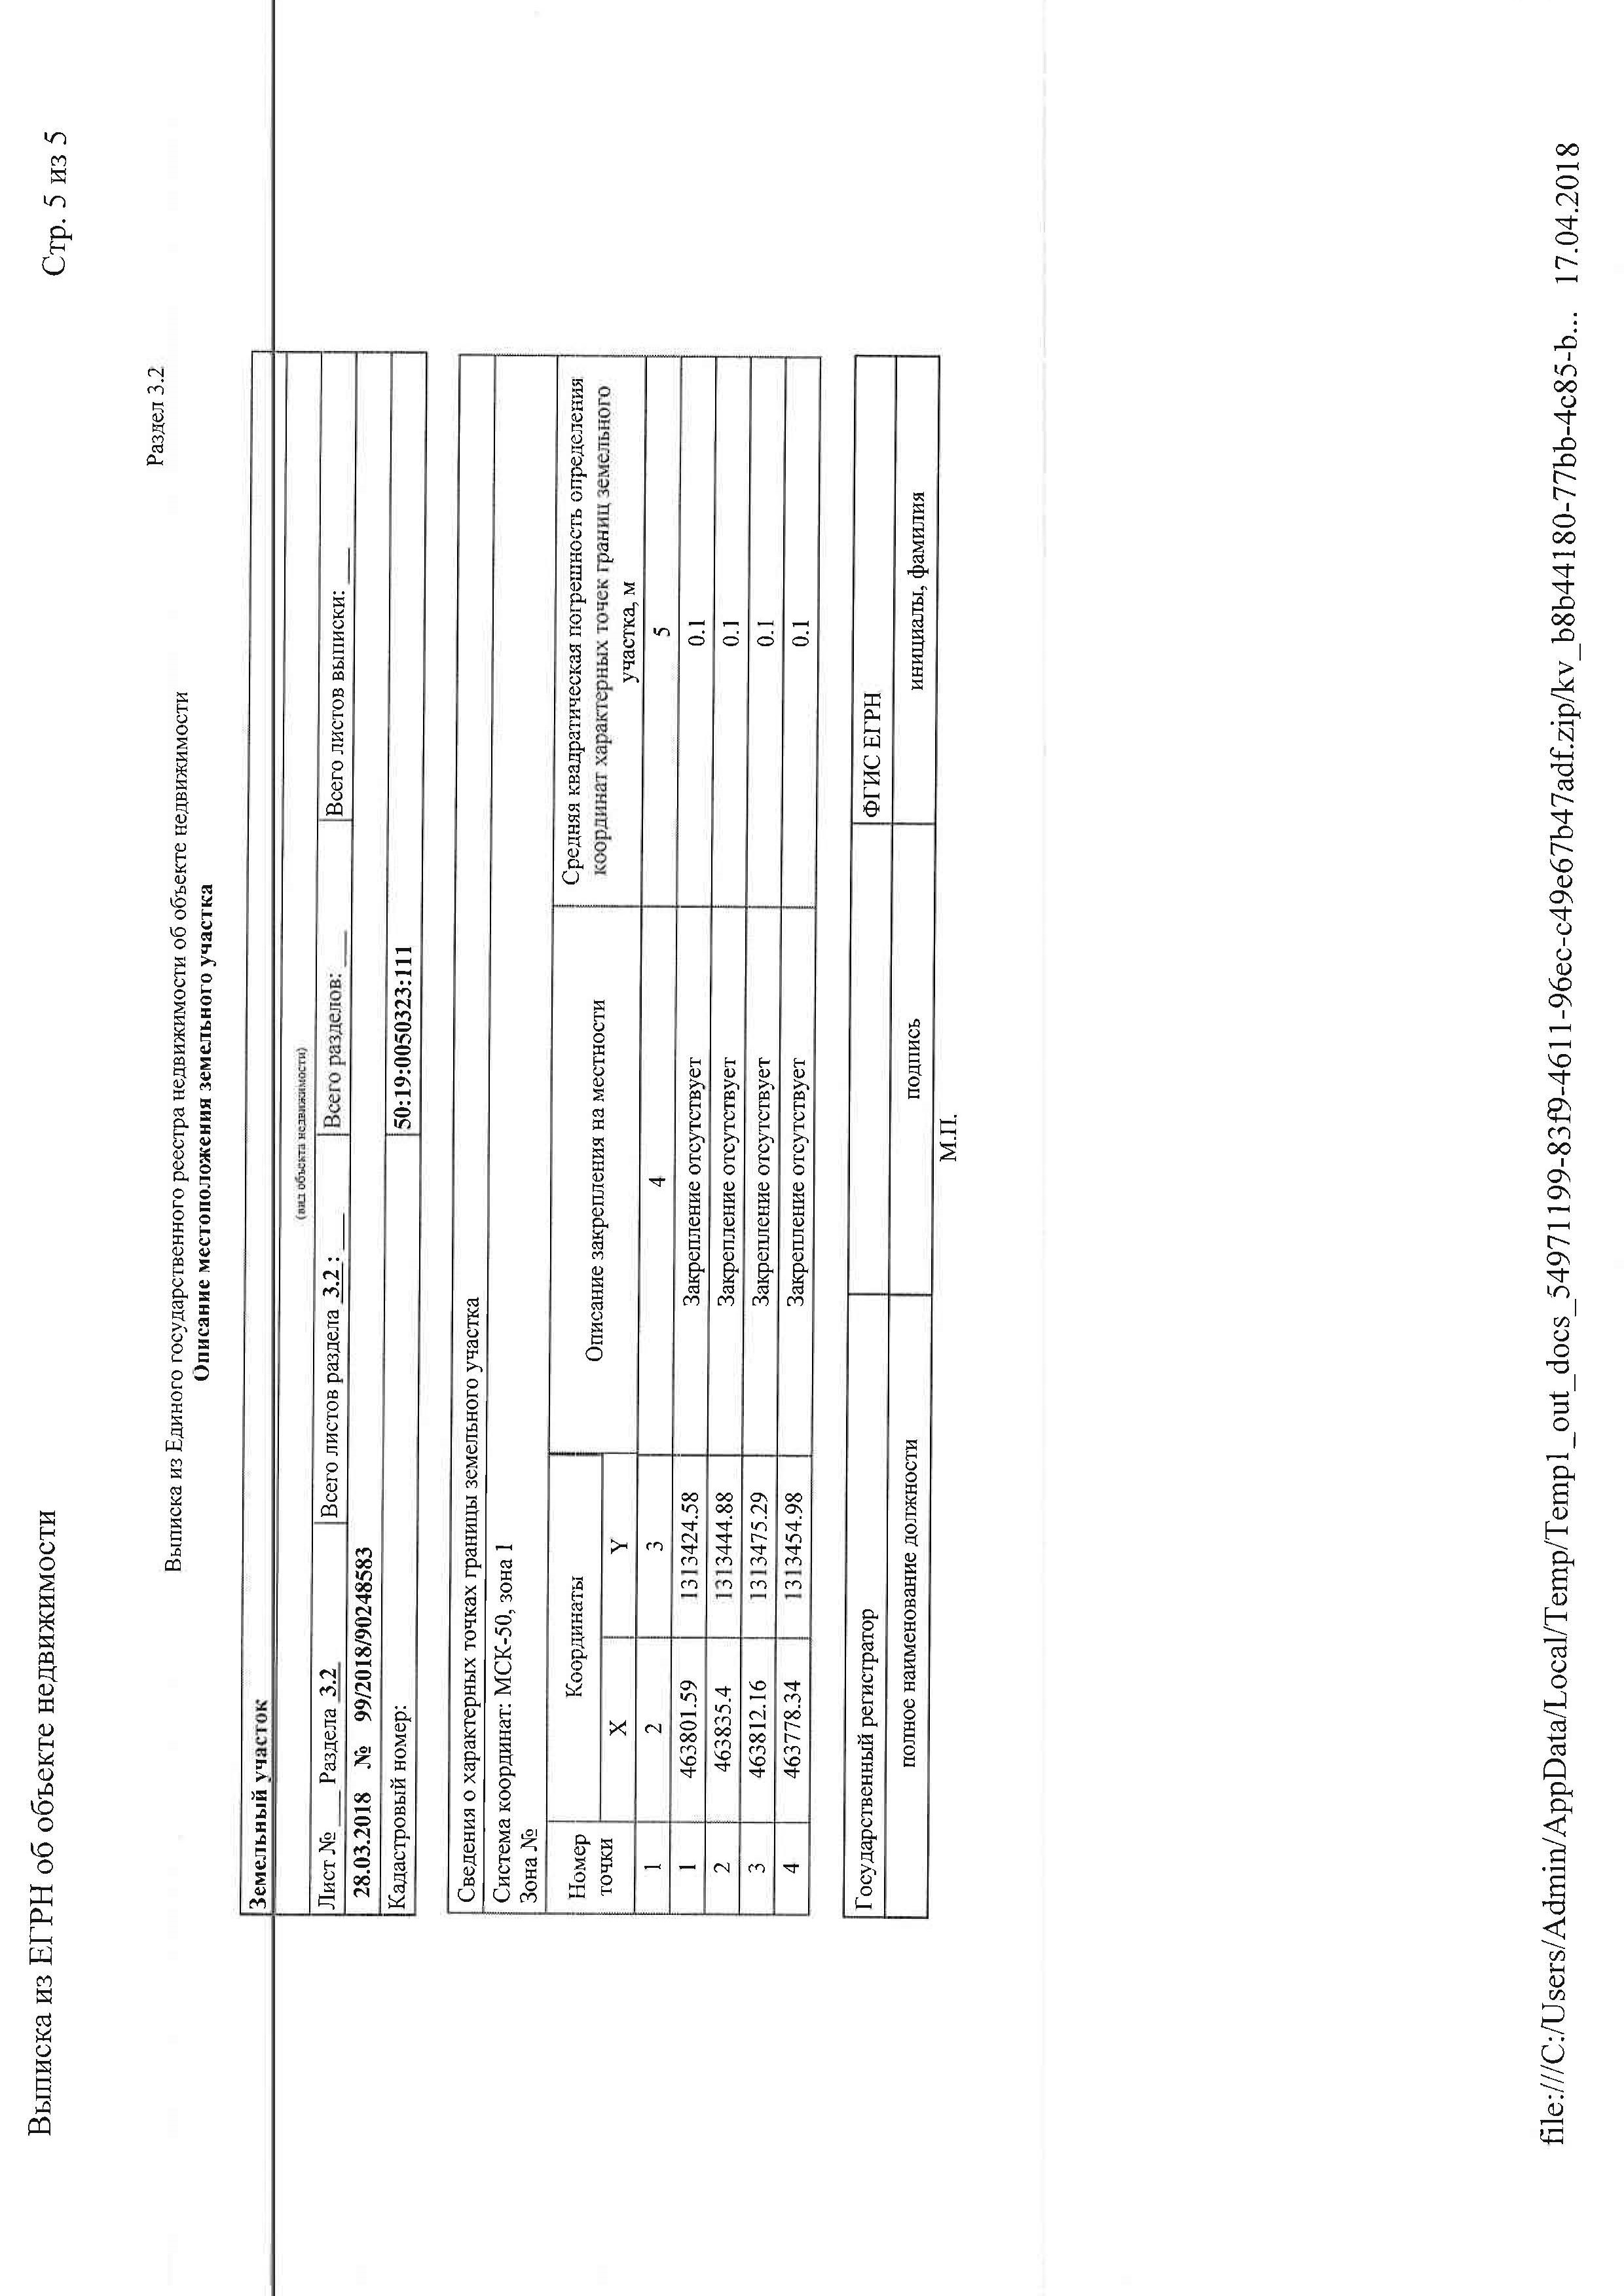 Выписка из ЕГРН об объекте недвижимости
Стр. 5 из 5
Раздел 3.2
Выписка из Единого государственного реестра недвижимости об объекте недвижимости
Описание местоположения земельного участка
Земельный участок
(вид объекта недвижимости)
Лист № ___ Раздела 3.2 Всего листов раздела 3.2 : ___ Всего разделов: ___ Всего листов выписки: ___
28.03.2018 № 99/2018/90248583
Кадастровый номер: 50:19:0050323:111
Сведения о характерных точках границы земельного участка
Система координат: МСК-50, зона 1
Зона №
Номер точки Координаты Описание закрепления на местности Средняя квадратическая погрешность определения
координат характерных точек границ земельного
участка, м
X Y
1 2 3 4 5
1 463801.59 1313424.58 Закрепление отсутствует 0.1
2 463835.4 1313444.88 Закрепление отсутствует 0.1
3 463812.16 1313475.29 Закрепление отсутствует 0.1
4 463778.34 1313454.98 Закрепление отсутствует 0.1
Государственный регистратор ФГИС ЕГРН
полное наименование должности подпись инициалы, фамилия
М.П.
file:///C:/Users/Admin/AppData/Local/Temp/Temp1_out_docs_54971199-83f9-4611-96ec-c49e67b47adf.zip/kv_b8b44180-77bb-4c85-b... 17.04.2018